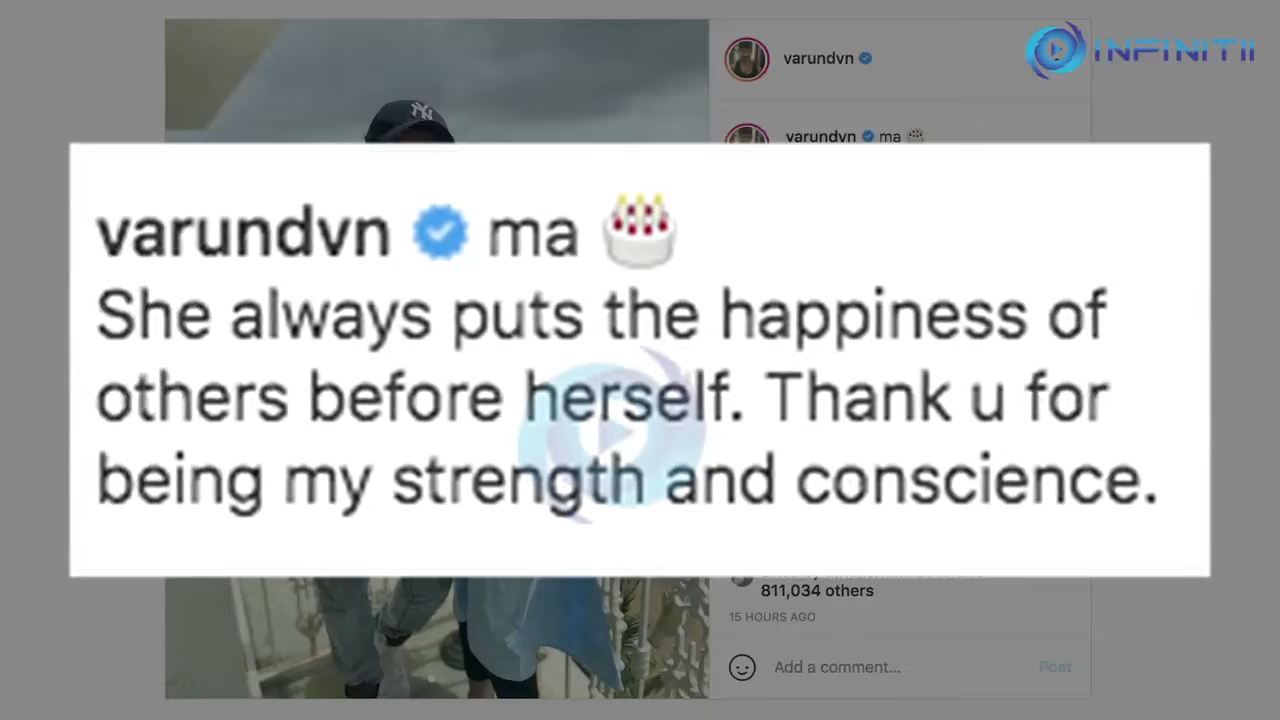 varundvn
INFINITII
varundvn ma 🎂
varundvn ma 🎂
She always puts the happiness of
others before herself. Thank u for
being my strength and conscience.
811,034 others
15 HOURS AGO
Add a comment...
Post
NY